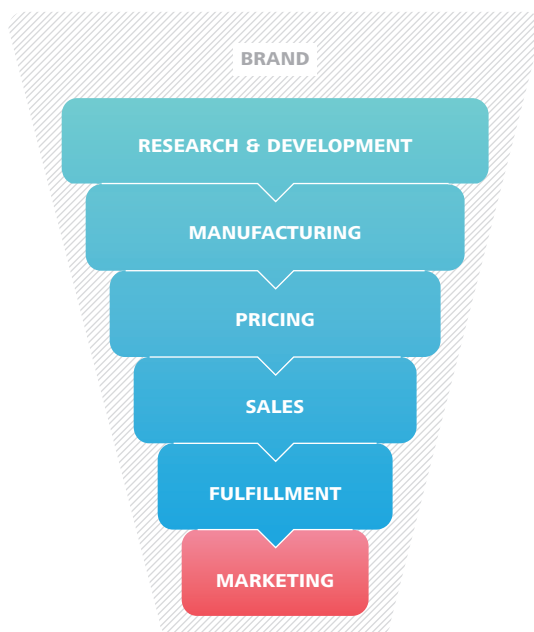 BRAND
RESEARCH & DEVELOPMENT
MANUFACTURING
PRICING
SALES
FULFILLMENT
MARKETING